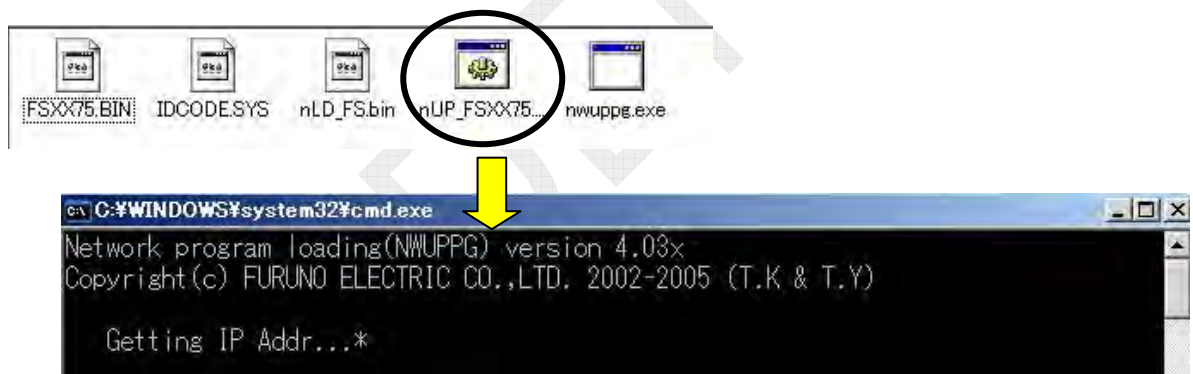 FSXX75.BIN IDCODE.SYS nLD_FS.bin nUP_FSXX75.... nwuppg.exe
C:¥WINDOWS¥system32¥cmd.exe
Network program loading(NWUPPG) version 4.03x
Copyright(c) FURUNO ELECTRIC CO.,LTD. 2002-2005 (T.K & T.Y)
Getting IP Addr...*